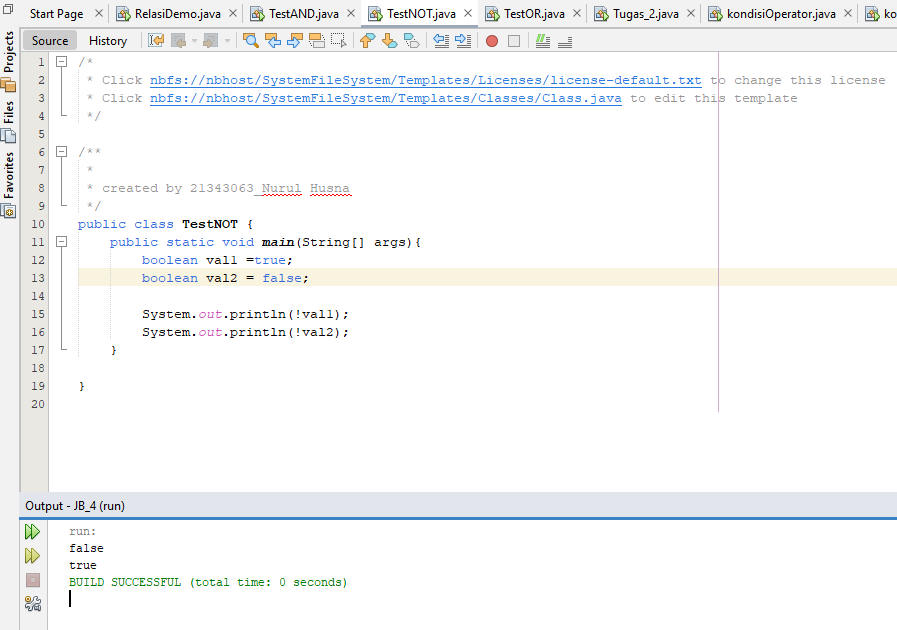 Start Page RelasiDemo.java TestAND.java TestNOT.java TestOR.java Tugas_2.java kondisiOperator.java ko
Projects
Files
Favorites
Source History
1 /*
2 * Click nbfs://nbhost/SystemFileSystem/Templates/Licenses/license-default.txt to change this license
3 * Click nbfs://nbhost/SystemFileSystem/Templates/Classes/Class.java to edit this template
4 */
5
6 /**
7 *
8 * created by 21343063_Nurul Husna
9 */
10 public class TestNOT {
11 public static void main(String[] args){
12 boolean val1 =true;
13 boolean val2 = false;
14
15 System.out.println(!val1);
16 System.out.println(!val2);
17 }
18
19 }
20
Output - JB_4 (run)
run:
false
true
BUILD SUCCESSFUL (total time: 0 seconds)